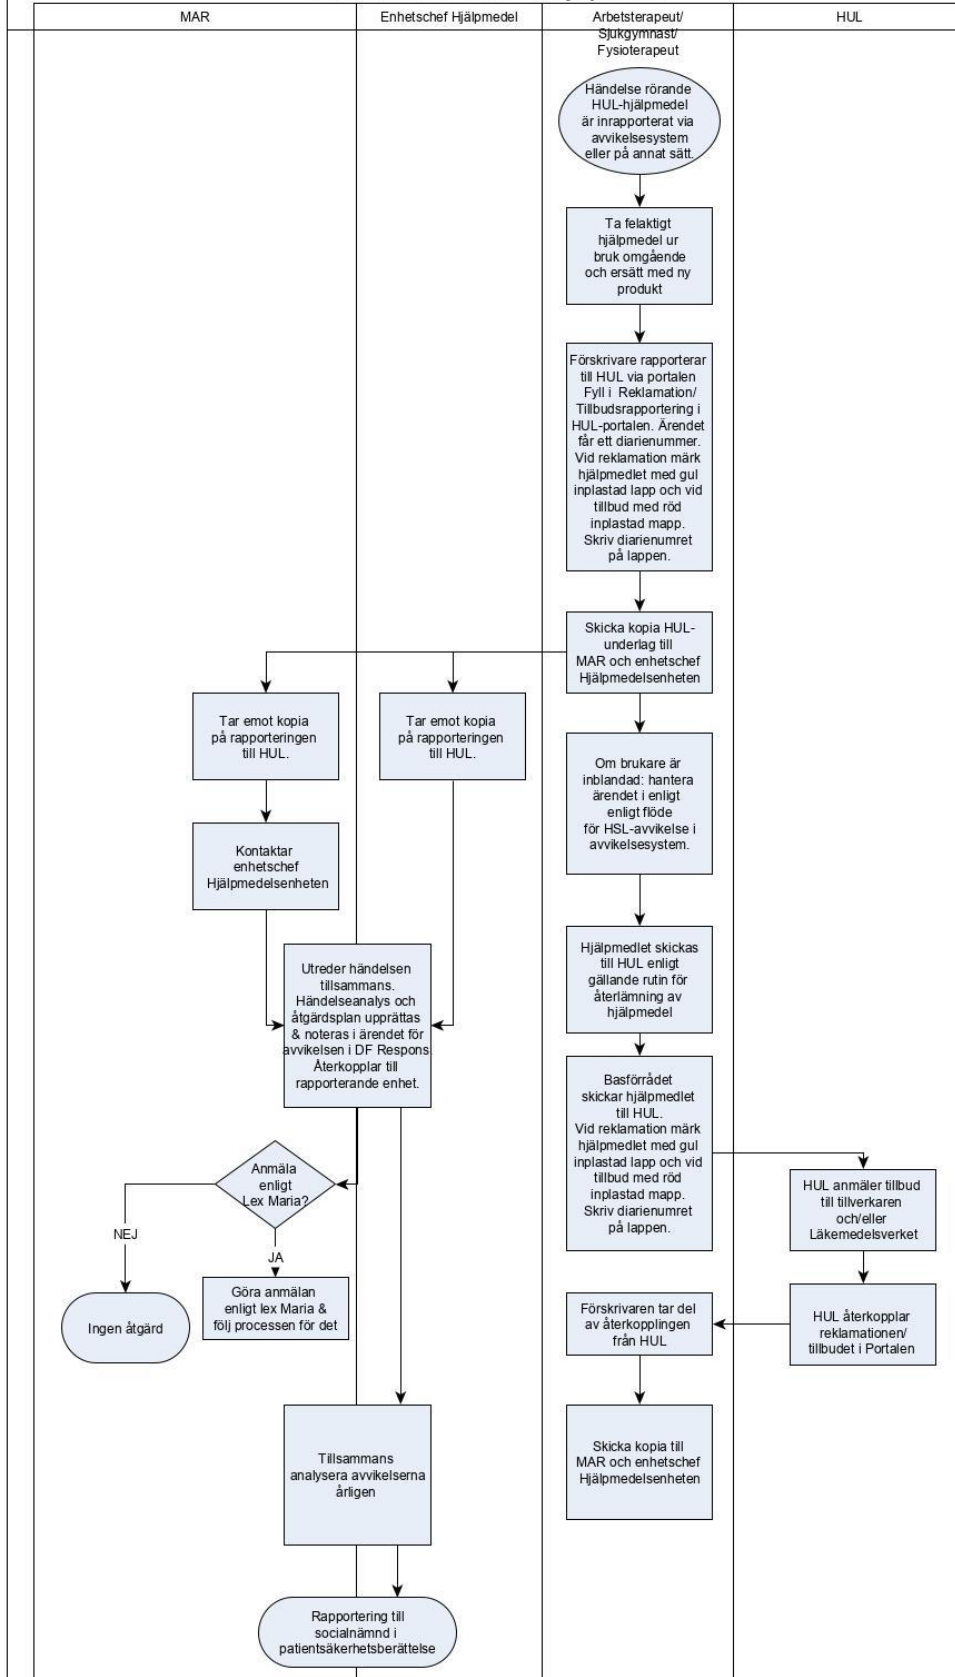 MAR
Enhetschef Hjälpmedel
Arbetsterapeut/
Sjukgymnast/
Fysioterapeut
HUL
Händelse rörande
HUL-hjälpmedel
är inrapporterat via
avvikelsesystem
eller på annat sätt.
Ta felaktigt
hjälpmedel ur
bruk omgående
och ersätt med ny
produkt
Förskrivare rapporterar
till HUL via portalen
Fyll i Reklamation/
Tillbudsrapportering i
HUL-portalen. Ärendet
får ett diarienummer.
Vid reklamation märk
hjälpmedlet med gul
inplastad lapp och vid
tillbud med röd
inplastad mapp.
Skriv diarienumret
på lappen.
Skicka kopia HUL-
underlag till
MAR och enhetschef
Hjälpmedelsenheten
Tar emot kopia
på rapporteringen
till HUL.
Tar emot kopia
på rapporteringen
till HUL.
Om brukare är
inblandad: hantera
ärendet i enligt
enligt flöde
för HSL-avvikelse i
avvikelsesystem.
Kontaktar
enhetschef
Hjälpmedelsenheten
Hjälpmedlet skickas
till HUL enligt
gällande rutin för
återlämning av
hjälpmedel
Utreder händelsen
tillsammans.
Händelseanalys och
åtgärdsplan upprättas
& noteras i ärendet för
avvikelsen i DF Respons
Återkopplar till
rapporterande enhet.
Basförrådet
skickar hjälpmedlet
till HUL.
Vid reklamation märk
hjälpmedlet med gul
inplastad lapp och vid
tillbud med röd
inplastad mapp.
Skriv diarienumret
på lappen.
HUL anmäler tillbud
till tillverkaren
och/eller
Läkemedelsverket
Anmäla
enligt
Lex Maria?
NEJ
JA
Ingen åtgärd
Göra anmälan
enligt lex Maria &
följ processen för det
Förskrivaren tar del
av återkopplingen
från HUL
HUL återkopplar
reklamationen/
tillbudet i Portalen
Tillsammans
analysera avvikelserna
årligen
Skicka kopia till
MAR och enhetschef
Hjälpmedelsenheten
Rapportering till
socialnämnd i
patientsäkerhetsberättelse